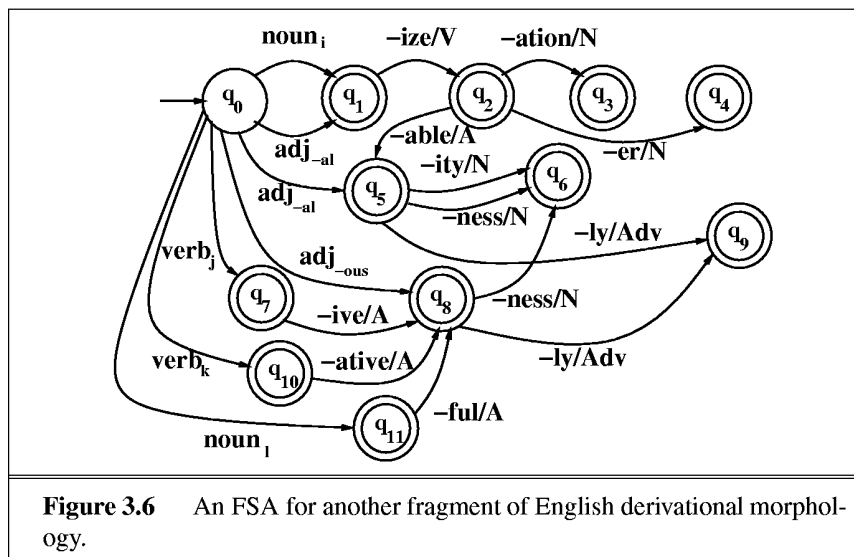 noun_i –ize/V –ation/N
q_0 q_1 q_2 q_3 q_4
adj_–al –able/A –er/N
adj_–al q_5 –ity/N q_6
–ness/N
–ly/Adv q_9
verb_j adj_–ous
q_7 q_8 –ness/N
–ive/A
verb_k –ative/A –ly/Adv
q_10
noun_l q_11 –ful/A
Figure 3.6 An FSA for another fragment of English derivational morphol-
ogy.